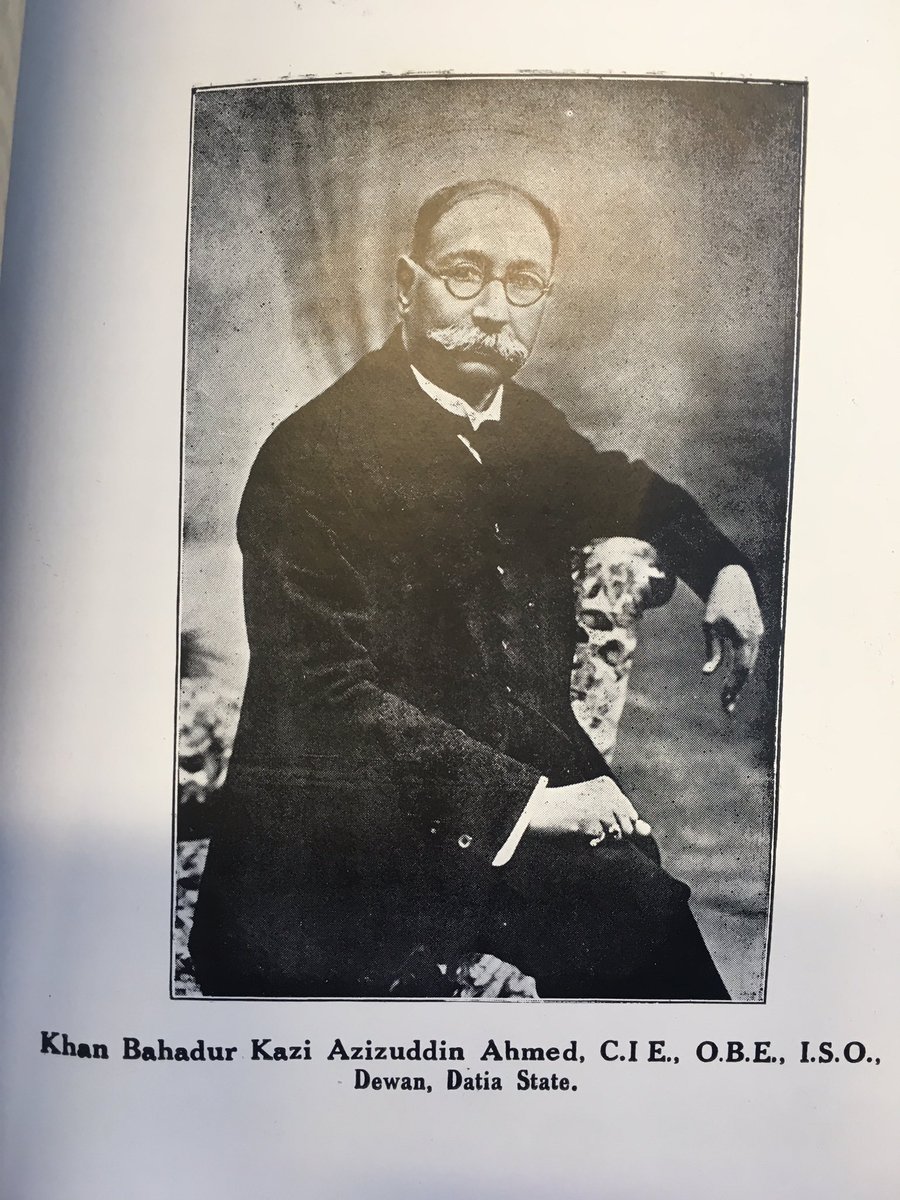 Khan Bahadur Kazi Azizuddin Ahmed, C.I E., O.B.E., I.S.O.,
Dewan, Datia State.